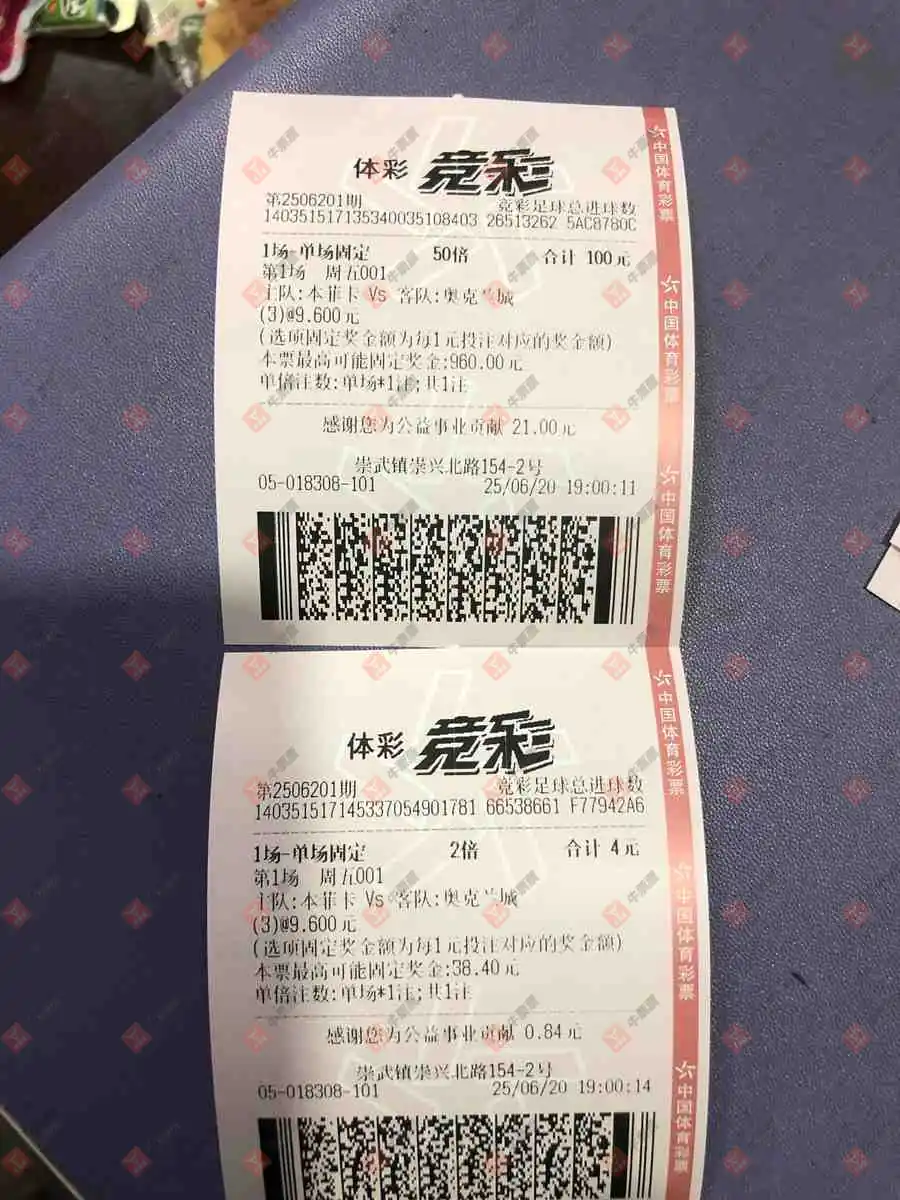 体彩 竞彩
第2506201期 竞彩足球总进球数
140351517135340035108403 26513262 5AC8780C
1场-单场固定 50倍 合计 100元
第1场 周五001
主队:本菲卡 Vs 客队:奥克兰城
(3)@9.600元
(选项固定奖金额为每1元投注对应的奖金额)
本票最高可能固定奖金:960.00元
单倍注数:单场*1注;共1注
感谢您为公益事业贡献 21.00元
崇武镇崇兴北路154-2号
05-018308-101 25/06/20 19:00:11
中国体育彩票
中国体育彩票
中国体育彩票
体彩 竞彩
第2506201期 竞彩足球总进球数
140351517145337054901781 66538661 F77942A6
1场-单场固定 2倍 合计 4元
第1场 周五001
主队:本菲卡 Vs 客队:奥克兰城
(3)@9.600元
(选项固定奖金额为每1元投注对应的奖金额)
本票最高可能固定奖金:38.40元
单倍注数:单场*1注;共1注
感谢您为公益事业贡献 0.84元
崇武镇崇兴北路154-2号
05-018308-101 25/06/20 19:00:14
中国体育彩票
中国体育彩票
中国体育彩票